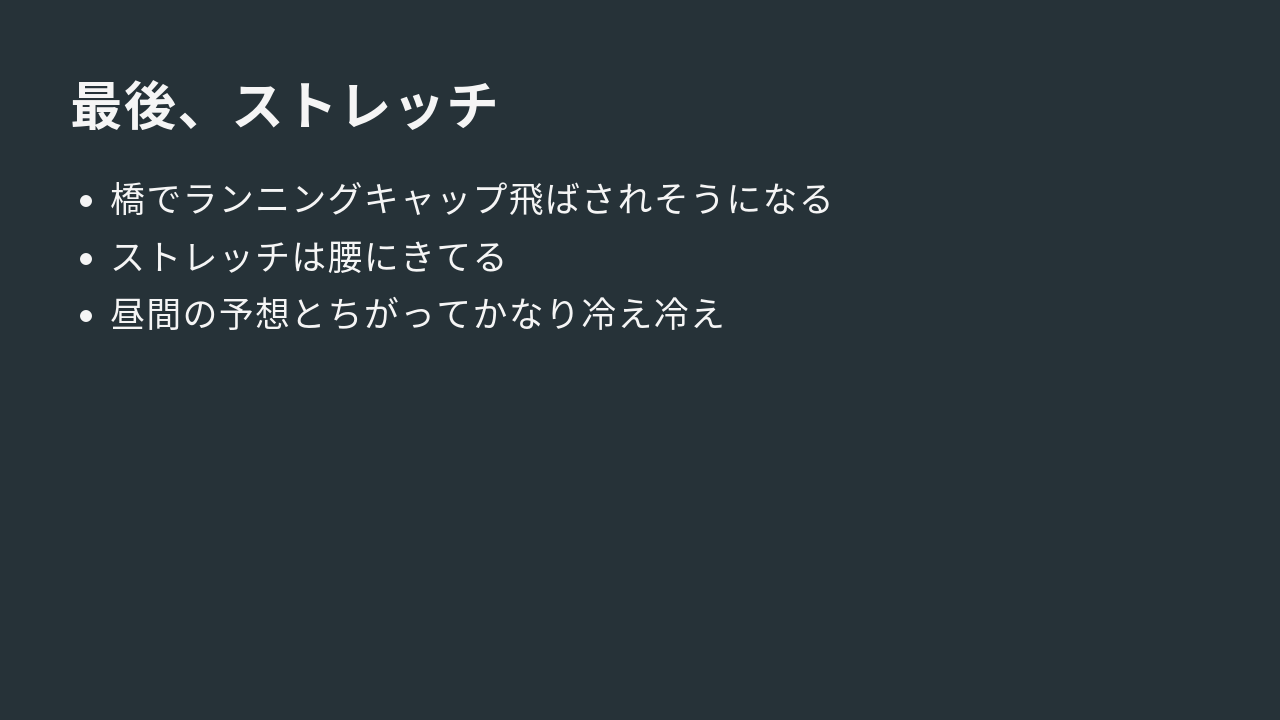 最後、ストレッチ
• 橋でランニングキャップ飛ばされそうになる
• ストレッチは腰にきてる
• 昼間の予想とちがってかなり冷え冷え